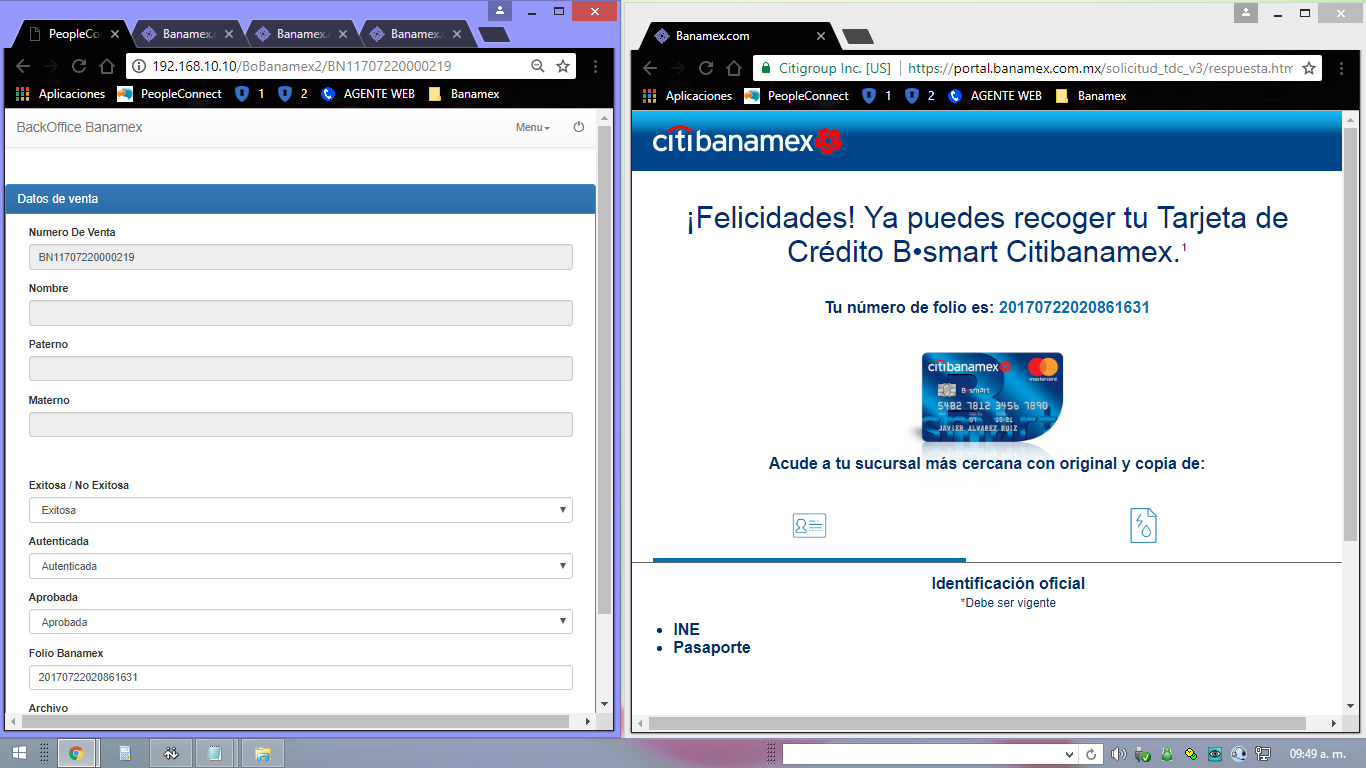 PeopleCo
Banamex.
Banamex.
Banamex.
192.168.10.10/BoBanamex2/BN11707220000219
Aplicaciones
PeopleConnect
1
2
AGENTE WEB
Banamex
BackOffice Banamex
Menu
Datos de venta
Numero De Venta
BN11707220000219
Nombre
Paterno
Materno
Exitosa / No Exitosa
Exitosa
Autenticada
Autenticada
Aprobada
Aprobada
Folio Banamex
20170722020861631
Archivo
Banamex.com
Citigroup Inc. [US]
https://portal.banamex.com.mx/solicitud_tdc_v3/respuesta.htm
Aplicaciones
PeopleConnect
1
2
AGENTE WEB
Banamex
citibanamex
¡Felicidades! Ya puedes recoger tu Tarjeta de
Crédito B•smart Citibanamex.1
Tu número de folio es: 20170722020861631
citibanamex
mastercard.
B•smart
5482 7812 3456 7890
JAVIER ALVAREZ RUIZ
Acude a tu sucursal más cercana con original y copia de:
Identificación oficial
*Debe ser vigente
INE
Pasaporte
09:49 a. m.